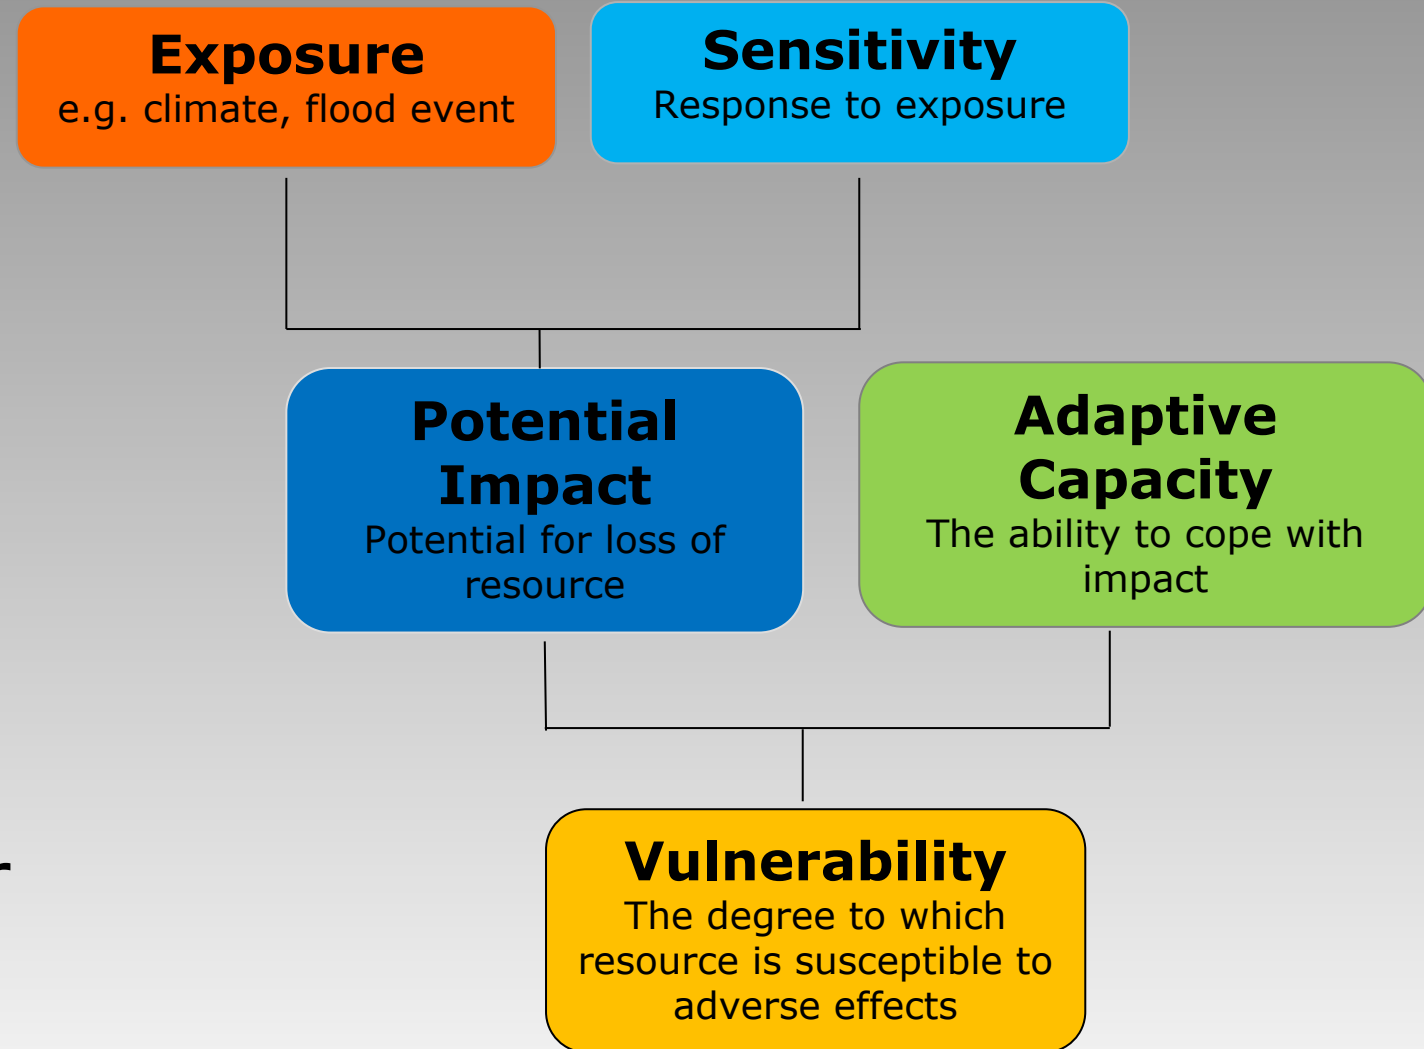 Exposure
e.g. climate, flood event
Sensitivity
Response to exposure
Potential
Impact
Potential for loss of
resource
Adaptive
Capacity
The ability to cope with
impact
r
Vulnerability
The degree to which
resource is susceptible to
adverse effects